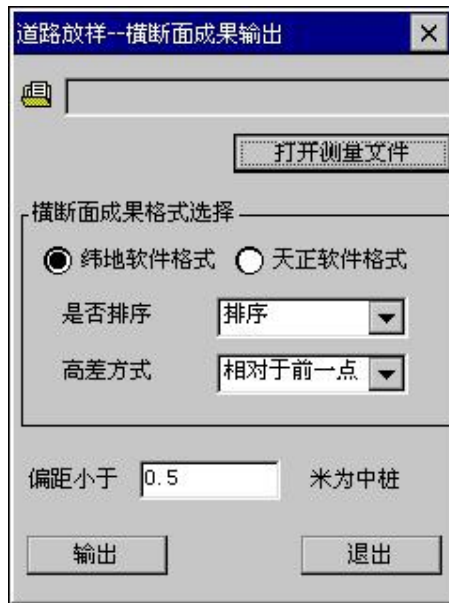 道路放样--横断面成果输出
打开测量文件
横断面成果格式选择
纬地软件格式 天正软件格式
是否排序 排序
高差方式 相对于前一点
偏距小于 0.5 米为中桩
输出 退出